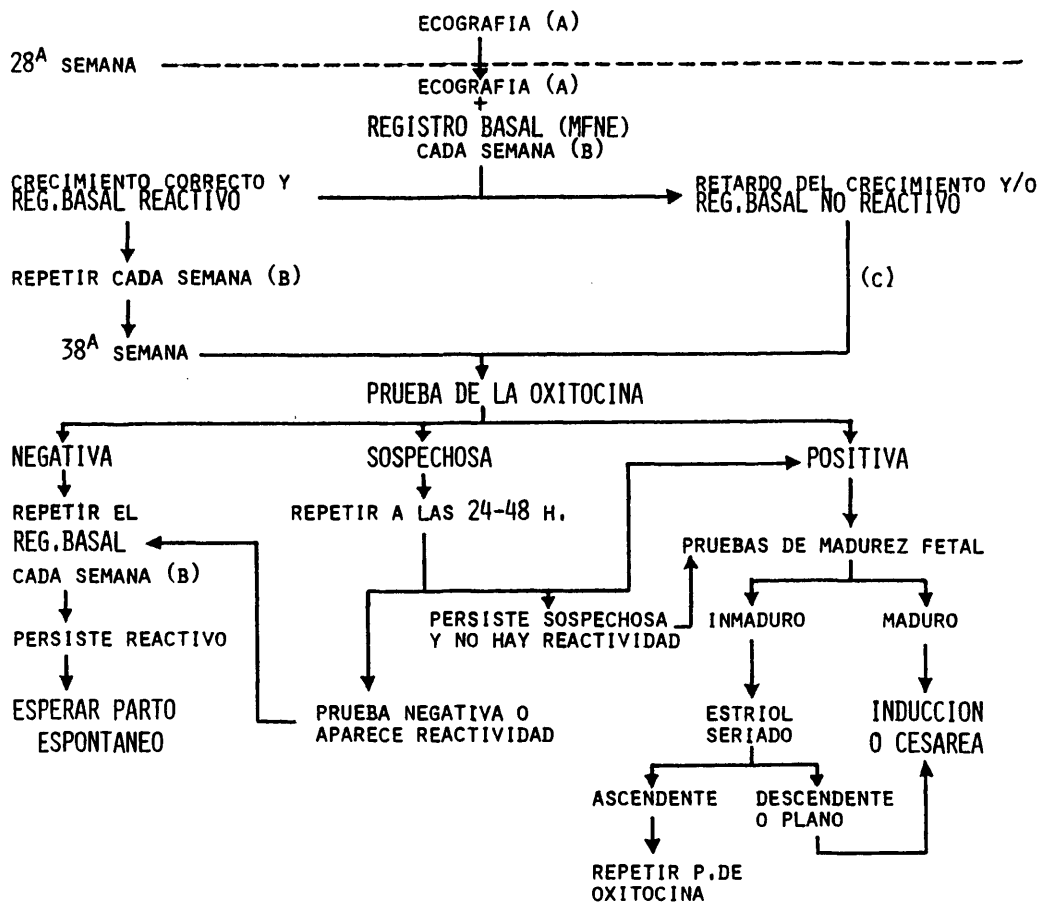 ECOGRAFIA (A)
28A SEMANA
ECOGRAFIA (A)
+
REGISTRO BASAL (MFNE)
CADA SEMANA (B)
CRECIMIENTO CORRECTO Y
REG.BASAL REACTIVO
RETARDO DEL CRECIMIENTO Y/O
REG.BASAL NO REACTIVO
REPETIR CADA SEMANA (B)
(C)
38A SEMANA
PRUEBA DE LA OXITOCINA
NEGATIVA
SOSPECHOSA
POSITIVA
REPETIR EL
REG.BASAL
CADA SEMANA (B)
REPETIR A LAS 24-48 H.
PRUEBAS DE MADUREZ FETAL
PERSISTE REACTIVO
PERSISTE SOSPECHOSA
Y NO HAY REACTIVIDAD
INMADURO
MADURO
ESPERAR PARTO
ESPONTANEO
PRUEBA NEGATIVA O
APARECE REACTIVIDAD
ESTRIOL
SERIADO
INDUCCION
O CESAREA
ASCENDENTE
DESCENDENTE
O PLANO
REPETIR P.DE
OXITOCINA